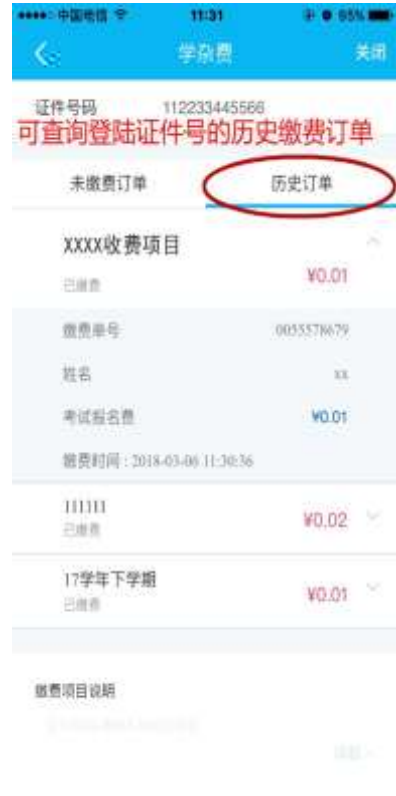 中国电信 11:31 95%
学杂费 关闭
证件号码 112233445566
可查询登陆证件号的历史缴费订单
未缴费订单 历史订单
XXXX收费项目
已缴费 ¥0.01
缴费单号 0055578679
姓名 xx
考试报名费 ¥0.01
缴费时间：2018-03-06 11:30:36
111111 ¥0.02
已缴费
17学年下学期 ¥0.01
已缴费
缴费项目说明